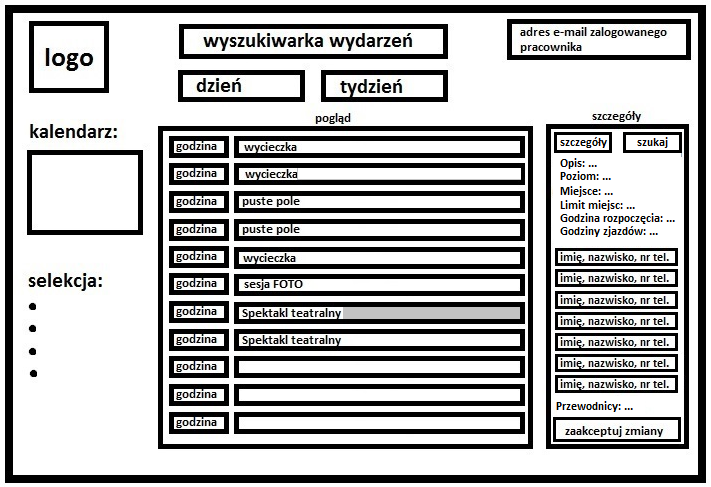 logo
wyszukiwarka wydarzeń
adres e-mail zalogowanego
pracownika
dzień
tydzień
kalendarz:
selekcja:
pogląd
godzina wycieczka
godzina wycieczka
godzina puste pole
godzina puste pole
godzina wycieczka
godzina sesja FOTO
godzina Spektakl teatralny
godzina Spektakl teatralny
godzina
godzina
godzina
szczegóły
szczegóły szukaj
Opis: ...
Poziom: ...
Miejsce: ...
Limit miejsc: ...
Godzina rozpoczęcia: ...
Godziny zjazdów: ...
imię, nazwisko, nr tel.
imię, nazwisko, nr tel.
imię, nazwisko, nr tel.
imię, nazwisko, nr tel.
imię, nazwisko, nr tel.
imię, nazwisko, nr tel.
imię, nazwisko, nr tel.
Przewodnicy: ...
zaakceptuj zmiany